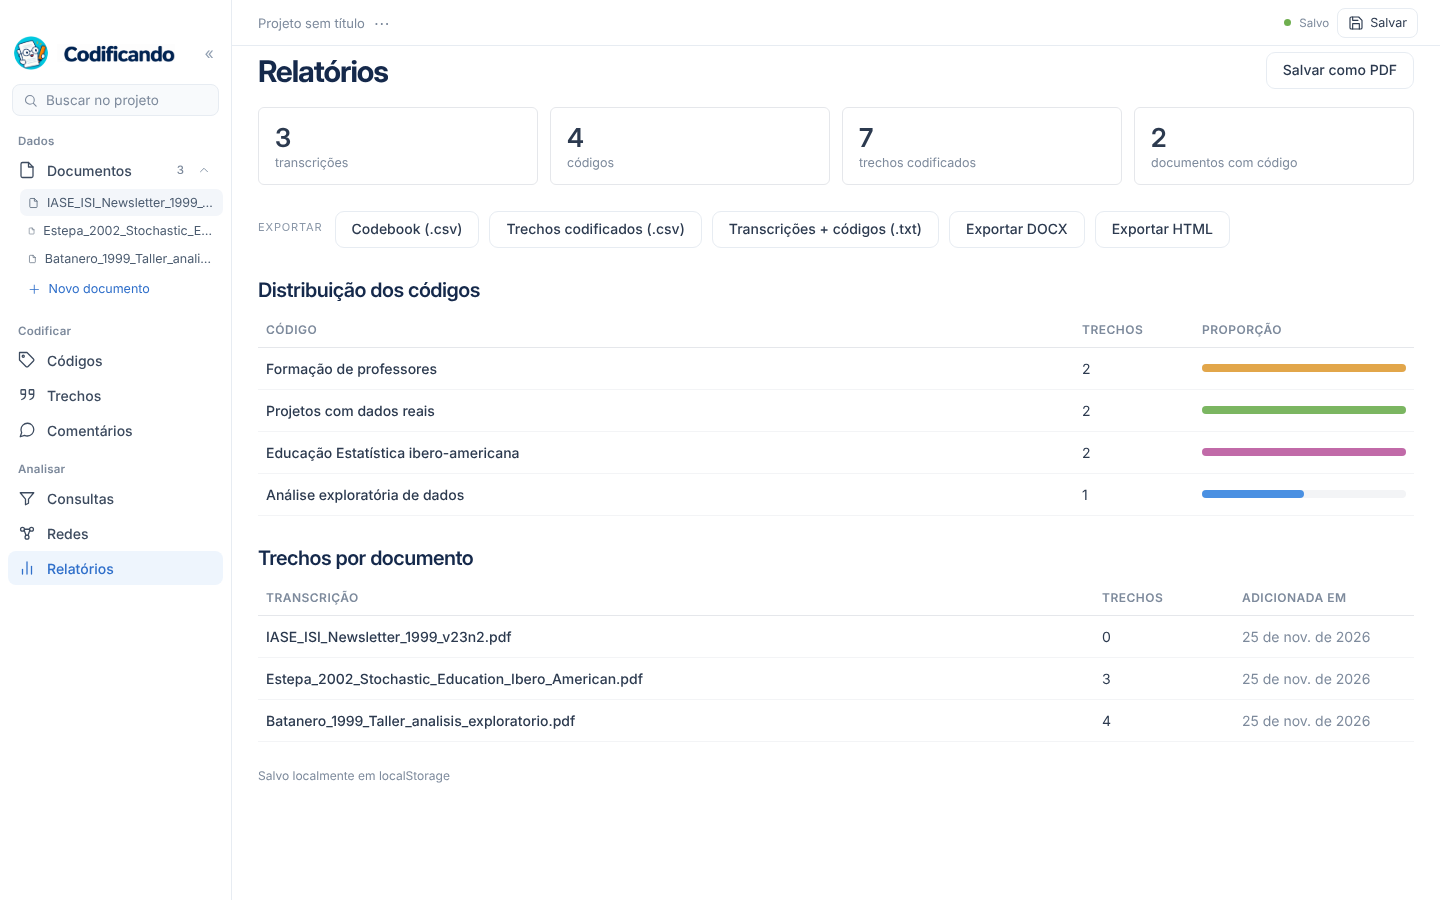 Projeto sem título ···
Salvo
Salvar
Codificando
«
Buscar no projeto
Dados
Documentos 3
IASE_ISI_Newsletter_1999_...
Estepa_2002_Stochastic_E...
Batanero_1999_Taller_anali...
+ Novo documento
Codificar
Códigos
Trechos
Comentários
Analisar
Consultas
Redes
Relatórios
Relatórios
Salvar como PDF
3
transcrições
4
códigos
7
trechos codificados
2
documentos com código
EXPORTAR
Codebook (.csv)
Trechos codificados (.csv)
Transcrições + códigos (.txt)
Exportar DOCX
Exportar HTML
Distribuição dos códigos
CÓDIGO TRECHOS PROPORÇÃO
Formação de professores 2
Projetos com dados reais 2
Educação Estatística ibero-americana 2
Análise exploratória de dados 1
Trechos por documento
TRANSCRIÇÃO TRECHOS ADICIONADA EM
IASE_ISI_Newsletter_1999_v23n2.pdf 0 25 de nov. de 2026
Estepa_2002_Stochastic_Education_Ibero_American.pdf 3 25 de nov. de 2026
Batanero_1999_Taller_analisis_exploratorio.pdf 4 25 de nov. de 2026
Salvo localmente em localStorage